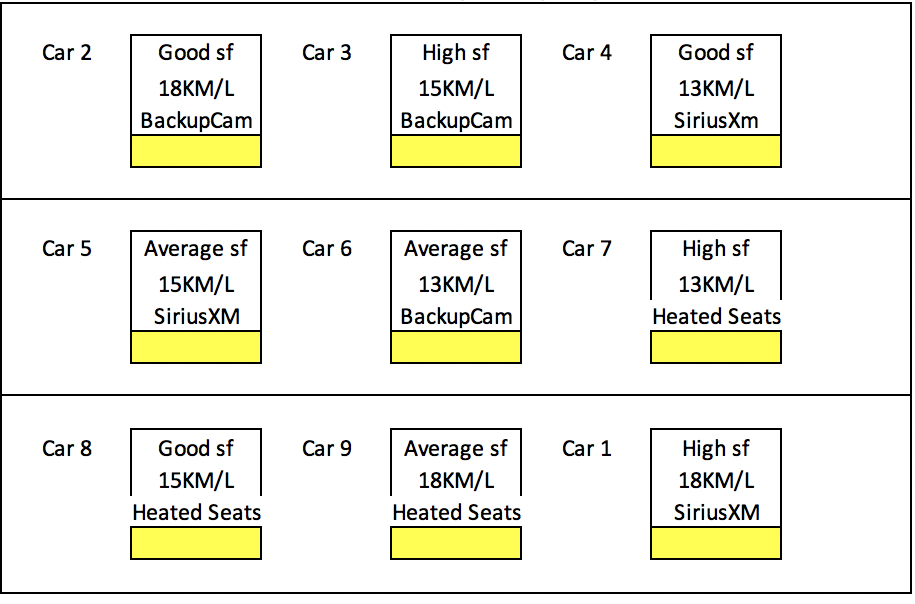 Car 2
Good sf
18KM/L
BackupCam
Car 3
High sf
15KM/L
BackupCam
Car 4
Good sf
13KM/L
SiriusXm
Car 5
Average sf
15KM/L
SiriusXM
Car 6
Average sf
13KM/L
BackupCam
Car 7
High sf
13KM/L
Heated Seats
Car 8
Good sf
15KM/L
Heated Seats
Car 9
Average sf
18KM/L
Heated Seats
Car 1
High sf
18KM/L
SiriusXM